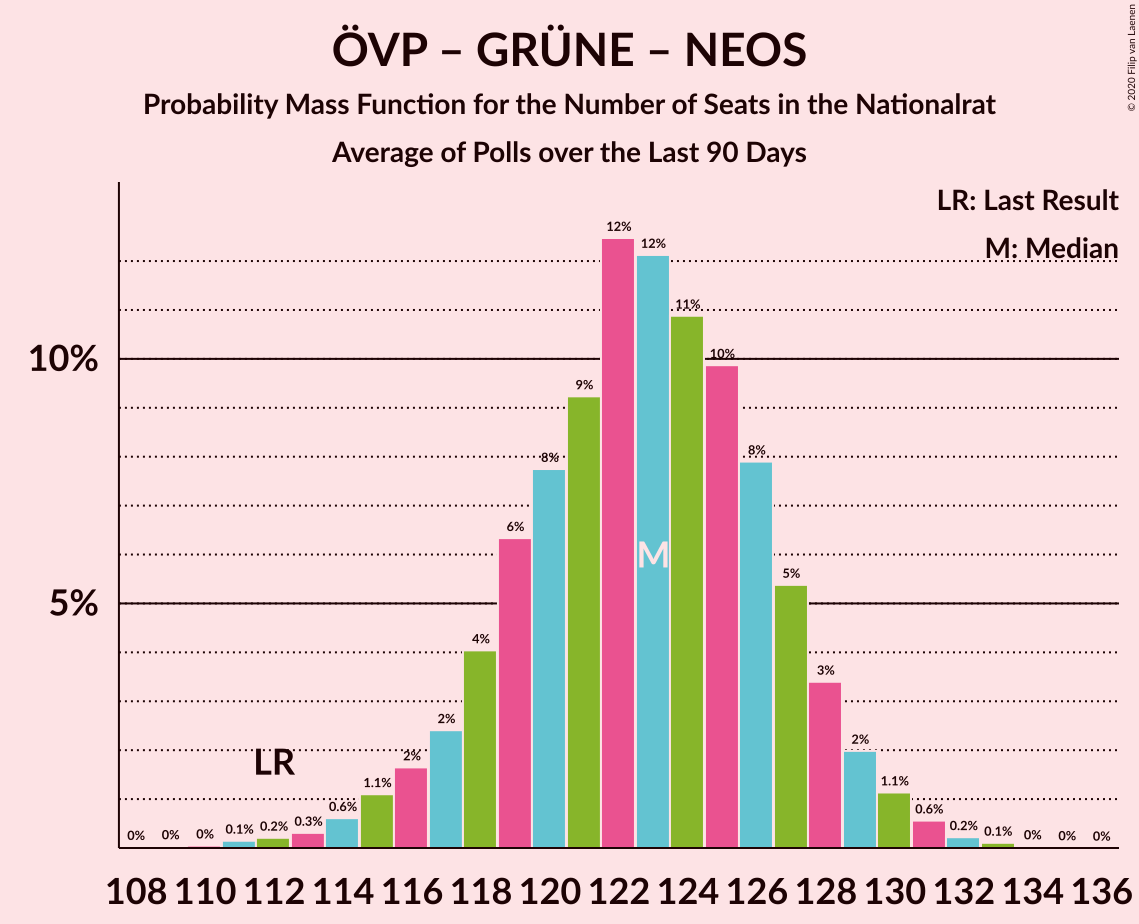 ÖVP – GRÜNE – NEOS
Probability Mass Function for the Number of Seats in the Nationalrat
Average of Polls over the Last 90 Days
© 2020 Filip van Laenen
LR: Last Result
M: Median
10%
5%
0% 0% 0% 0.1% 0.2% 0.3% 0.6% 1.1% 2% 2% 4% 6% 8% 9% 12% 12% 11% 10% 8% 5% 3% 2% 1.1% 0.6% 0.2% 0.1% 0% 0% 0%
LR
M
108 110 112 114 116 118 120 122 124 126 128 130 132 134 136